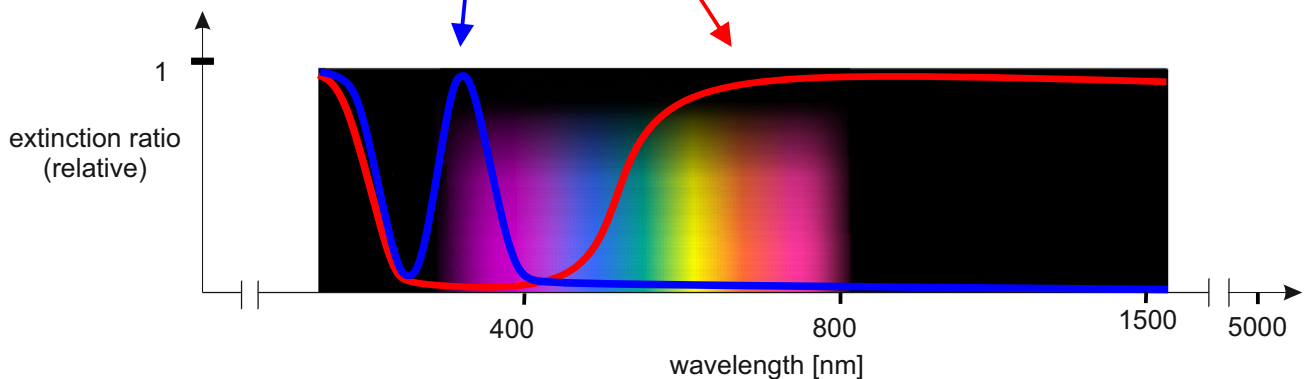 1
extinction ratio
(relative)
400
800
1500
5000
wavelength [nm]